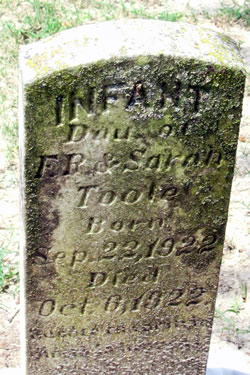 INFANT
Dau. of
F.R. & Sarah
Toole
Born
Sep. 22, 1922
Died
Oct. 6, 1922.